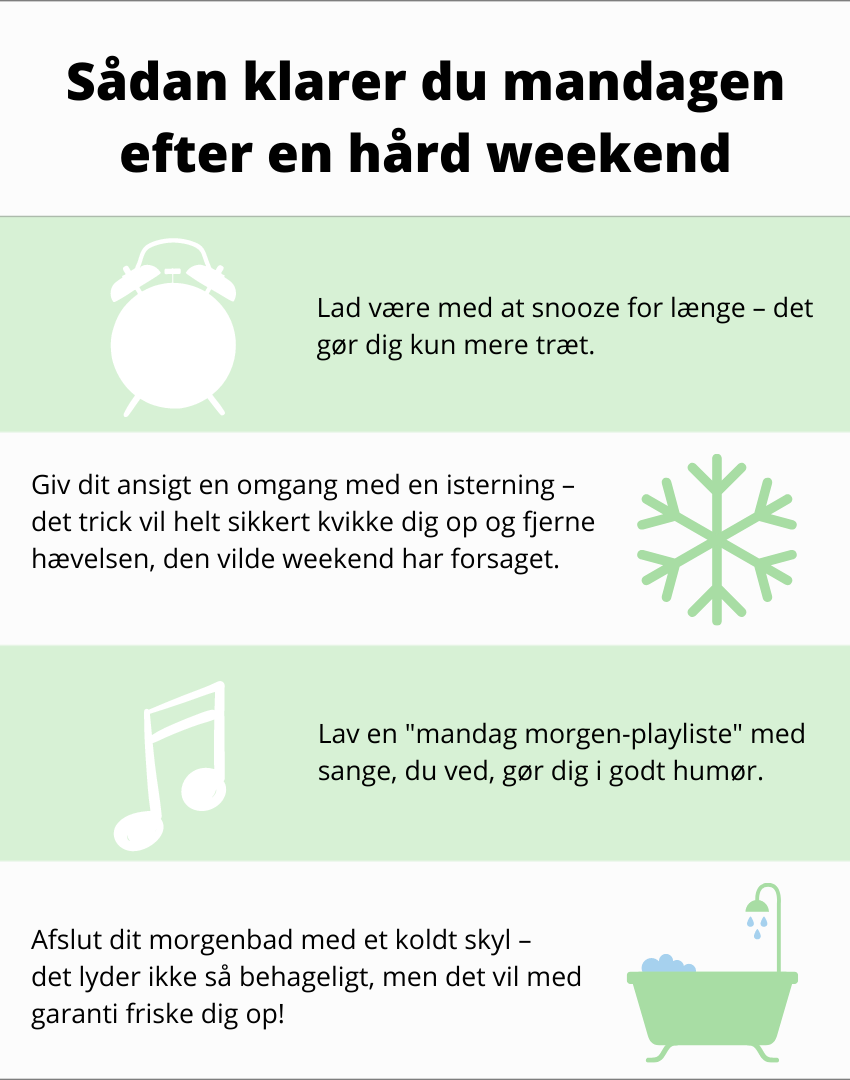 Sådan klarer du mandagen
efter en hård weekend
Lad være med at snooze for længe – det
gør dig kun mere træt.
Giv dit ansigt en omgang med en isterning –
det trick vil helt sikkert kvikke dig op og fjerne
hævelsen, den vilde weekend har forsaget.
Lav en "mandag morgen-playliste" med
sange, du ved, gør dig i godt humør.
Afslut dit morgenbad med et koldt skyl –
det lyder ikke så behageligt, men det vil med
garanti friske dig op!